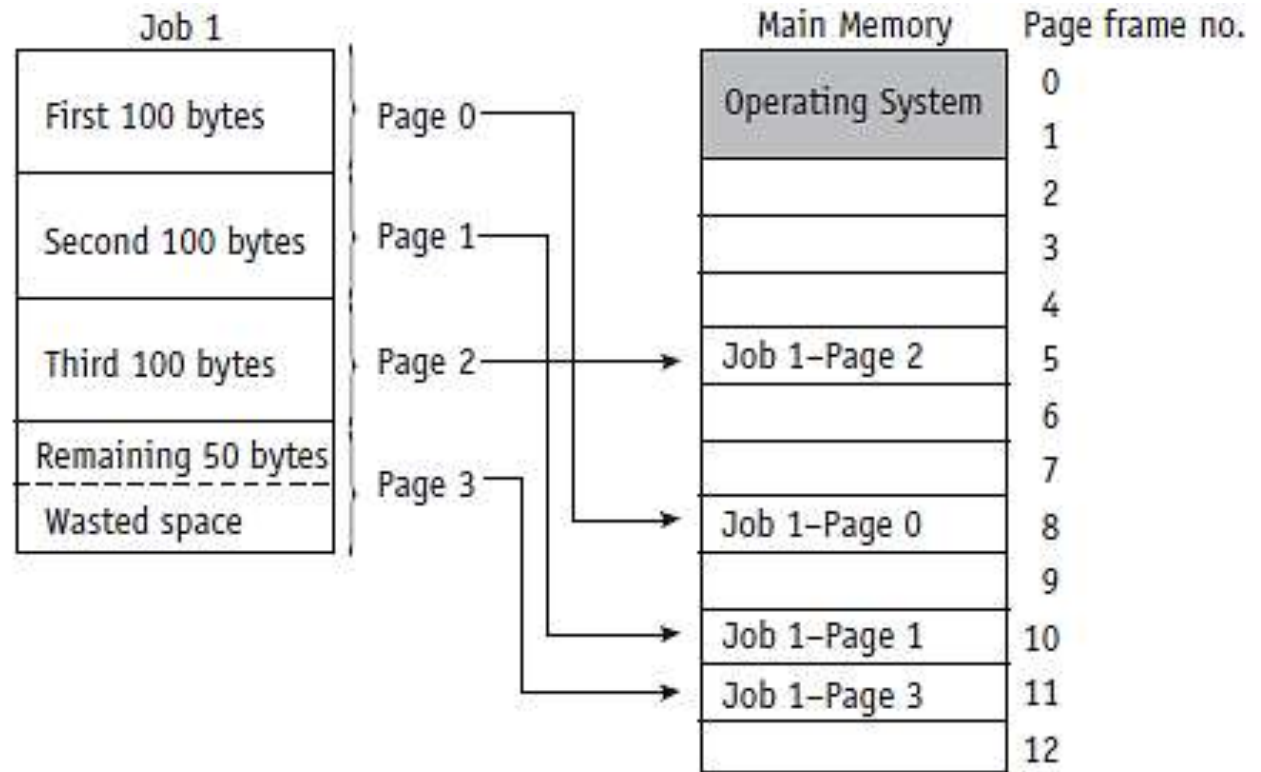 Job 1
First 100 bytes
Second 100 bytes
Third 100 bytes
Remaining 50 bytes
Wasted space
Page 0
Page 1
Page 2
Page 3
Main Memory
Operating System
Job 1–Page 2
Job 1–Page 0
Job 1–Page 1
Job 1–Page 3
Page frame no.
0
1
2
3
4
5
6
7
8
9
10
11
12